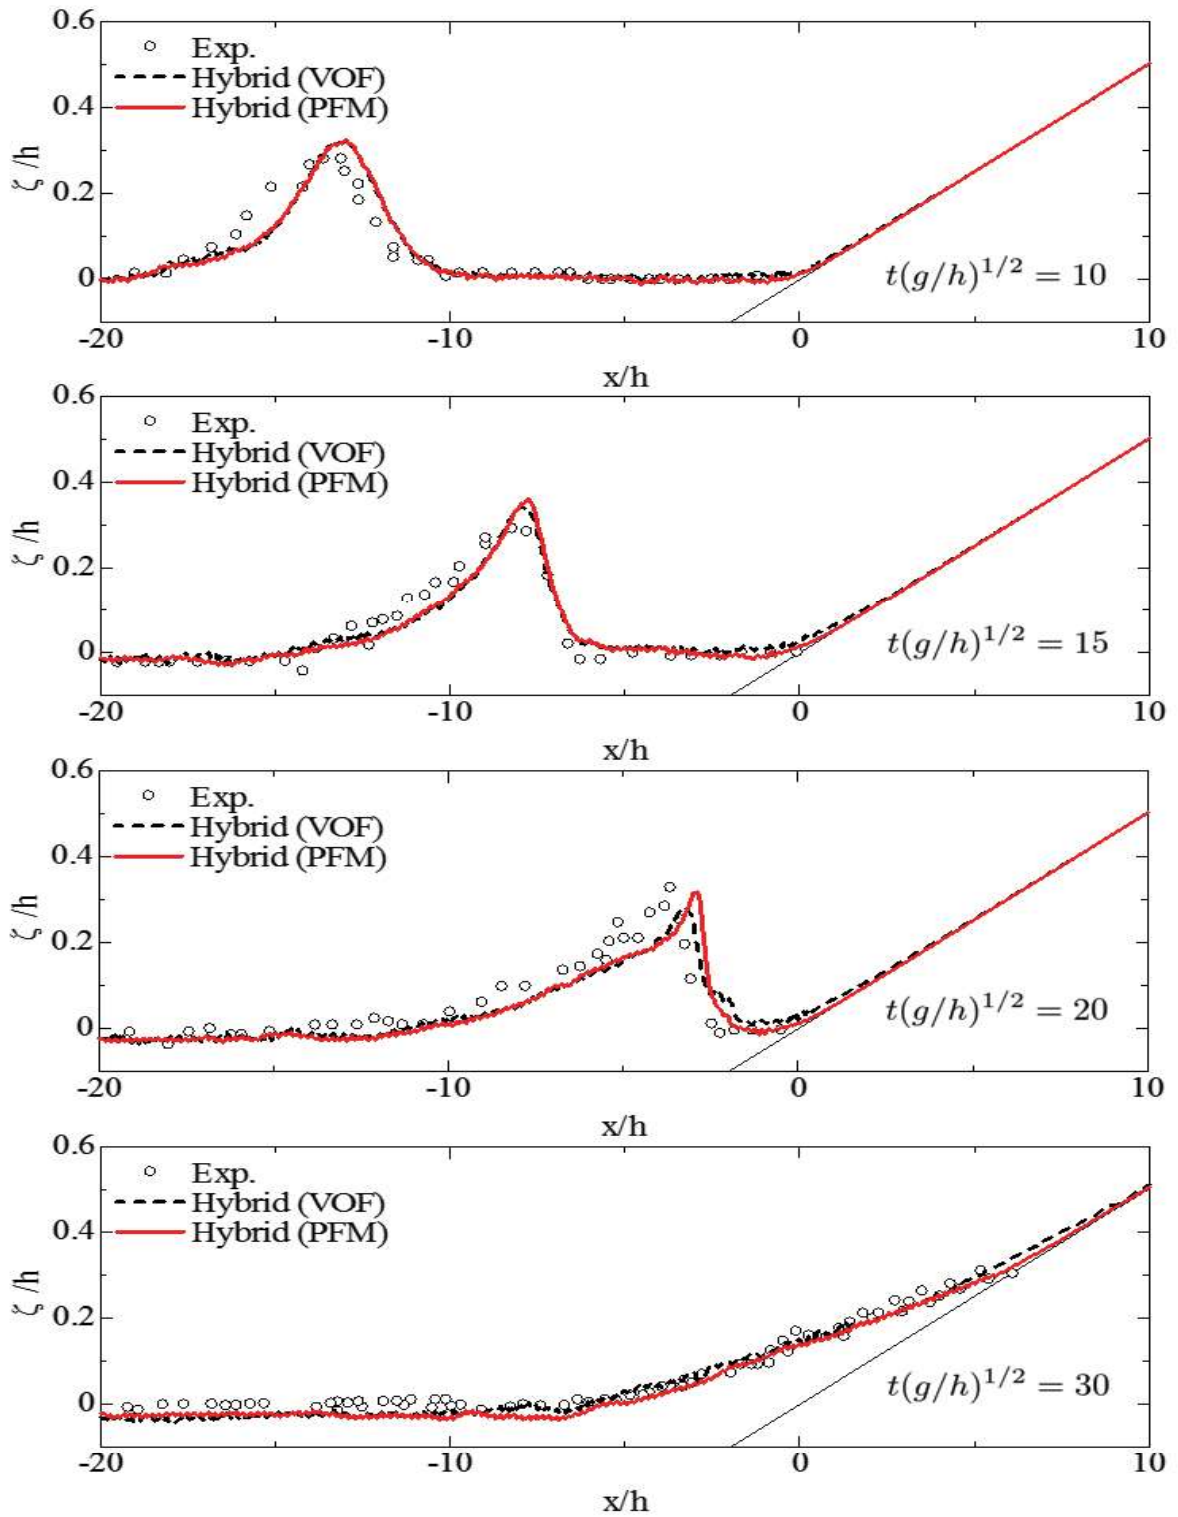 0.6
Exp.
Hybrid (VOF)
Hybrid (PFM)
0.4
ζ /h
0.2
0
t(g/h)^{1/2} = 10
-20 -10 0 10
x/h
0.6
Exp.
Hybrid (VOF)
Hybrid (PFM)
0.4
ζ /h
0.2
0
t(g/h)^{1/2} = 15
-20 -10 0 10
x/h
0.6
Exp.
Hybrid (VOF)
Hybrid (PFM)
0.4
ζ /h
0.2
0
t(g/h)^{1/2} = 20
-20 -10 0 10
x/h
0.6
Exp.
Hybrid (VOF)
Hybrid (PFM)
0.4
ζ /h
0.2
0
t(g/h)^{1/2} = 30
-20 -10 0 10
x/h